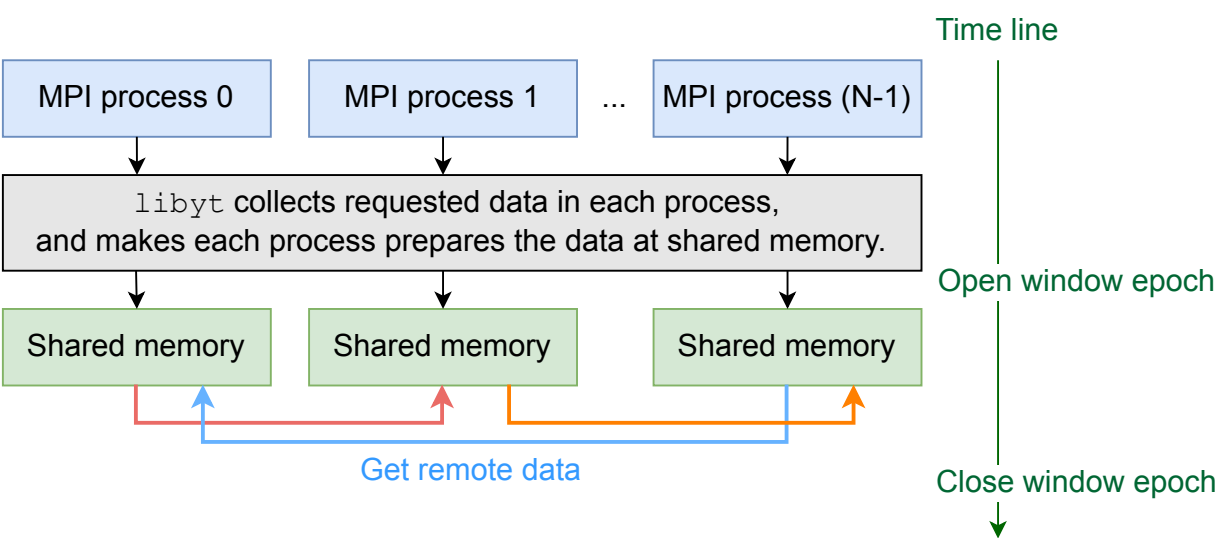 Time line
MPI process 0
MPI process 1
...
MPI process (N-1)
libyt collects requested data in each process,
and makes each process prepares the data at shared memory.
Open window epoch
Shared memory
Shared memory
Shared memory
Get remote data
Close window epoch